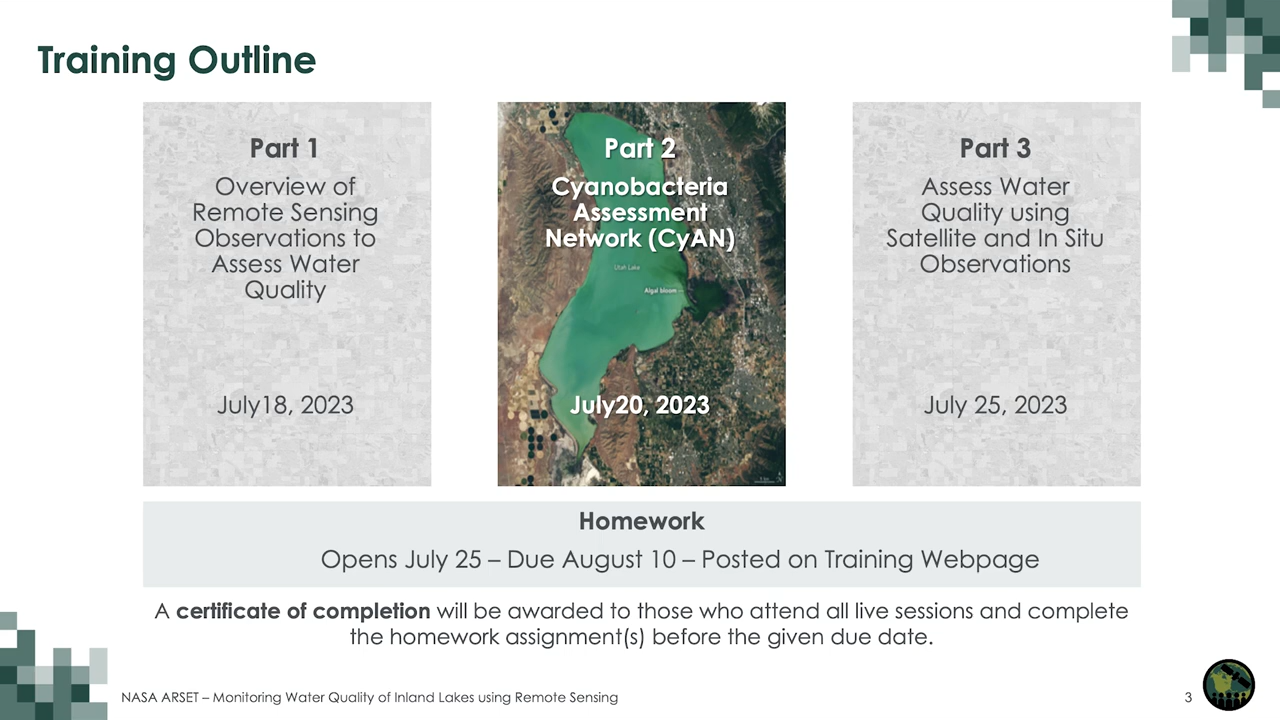 Training Outline
Part 1
Overview of
Remote Sensing
Observations to
Assess Water
Quality
July18, 2023
Part 2
Cyanobacteria
Assessment
Network (CyAN)
Utah Lake
Algal bloom
July20, 2023
Part 3
Assess Water
Quality using
Satellite and In Situ
Observations
July 25, 2023
Homework
Opens July 25 – Due August 10 – Posted on Training Webpage
A certificate of completion will be awarded to those who attend all live sessions and complete
the homework assignment(s) before the given due date.
NASA ARSET – Monitoring Water Quality of Inland Lakes using Remote Sensing
3